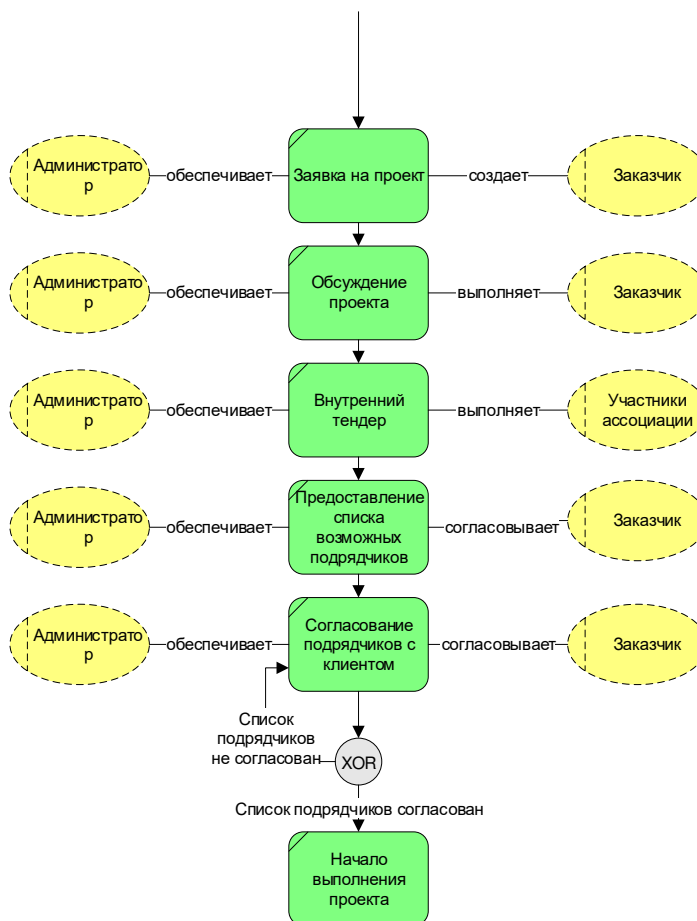 Администрато
р
обеспечивает
Заявка на проект
создает
Заказчик
Администрато
р
обеспечивает
Обсуждение
проекта
выполняет
Заказчик
Администрато
р
обеспечивает
Внутренний
тендер
выполняет
Участники
ассоциации
Администрато
р
обеспечивает
Предоставление
списка
возможных
подрядчиков
согласовывает
Заказчик
Администрато
р
обеспечивает
Согласование
подрядчиков с
клиентом
согласовывает
Заказчик
Список
подрядчиков
не согласован
XOR
Список подрядчиков согласован
Начало
выполнения
проекта